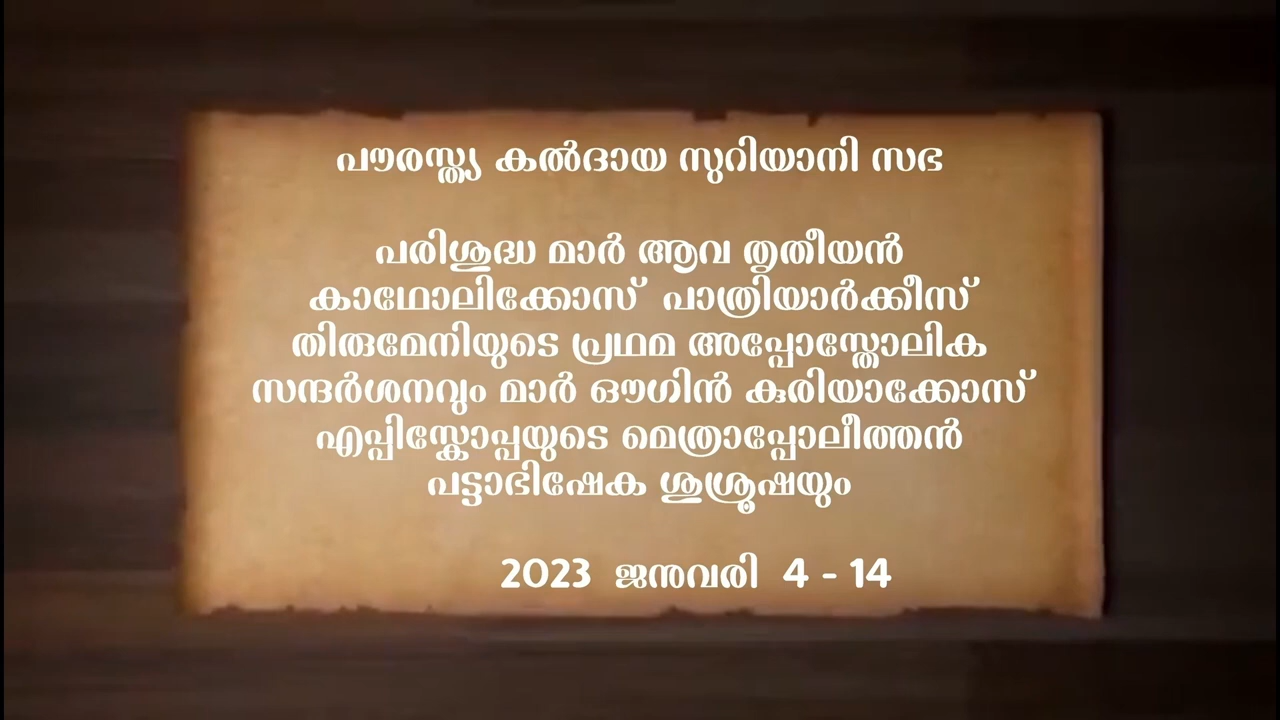 പൗരസ്ത്യ കൽദായ സുറിയാനി സഭ
പരിശുദ്ധ മാർ ആവ തൃതീയൻ
കാഥോലിക്കോസ് പാത്രിയാർക്കീസ്
തിരുമേനിയുടെ പ്രഥമ അപ്പോസ്തോലിക
സന്ദർശനവും മാർ ഔഗിൻ കുരിയാക്കോസ്
എപ്പിസ്കോപ്പയുടെ മെത്രാപ്പോലീത്തൻ
പട്ടാഭിഷേക ശുശ്രൂഷയും
2023 ജനുവരി 4 - 14